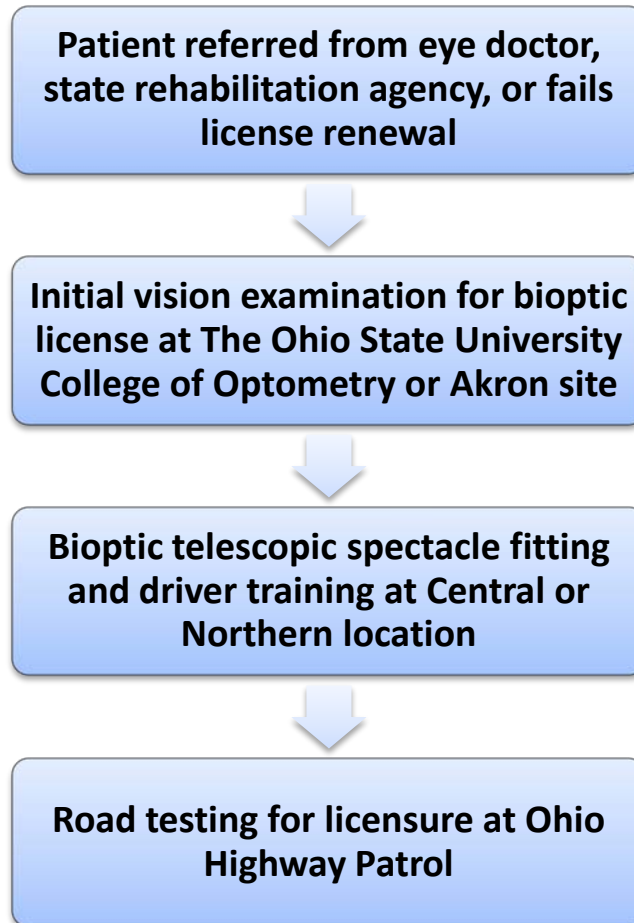 Patient referred from eye doctor,
state rehabilitation agency, or fails
license renewal
Initial vision examination for bioptic
license at The Ohio State University
College of Optometry or Akron site
Bioptic telescopic spectacle fitting
and driver training at Central or
Northern location
Road testing for licensure at Ohio
Highway Patrol